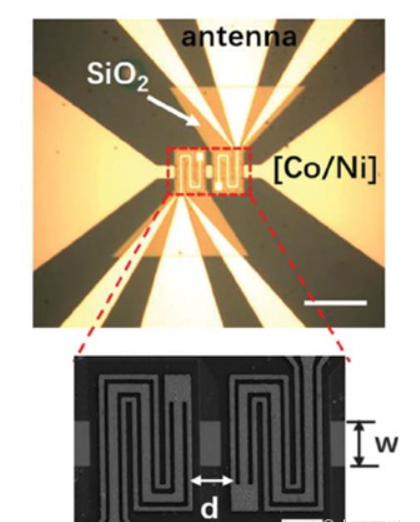 antenna
SiO₂
[Co/Ni]
w
d